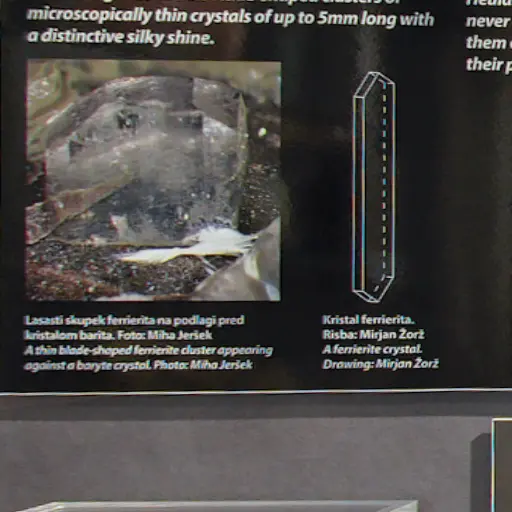 microscopically thin crystals of up to 5mm long with
a distinctive silky shine.
never
them
their p
Lasasti skupek ferrierita na podlagi pred
kristalom barita. Foto: Miha Jeršek
A thin blade-shaped ferrierite cluster appearing
against a baryte crystal. Photo: Miha Jeršek
Kristal ferrierita.
Risba: Mirjan Žorž
A ferrierite crystal.
Drawing: Mirjan Žorž